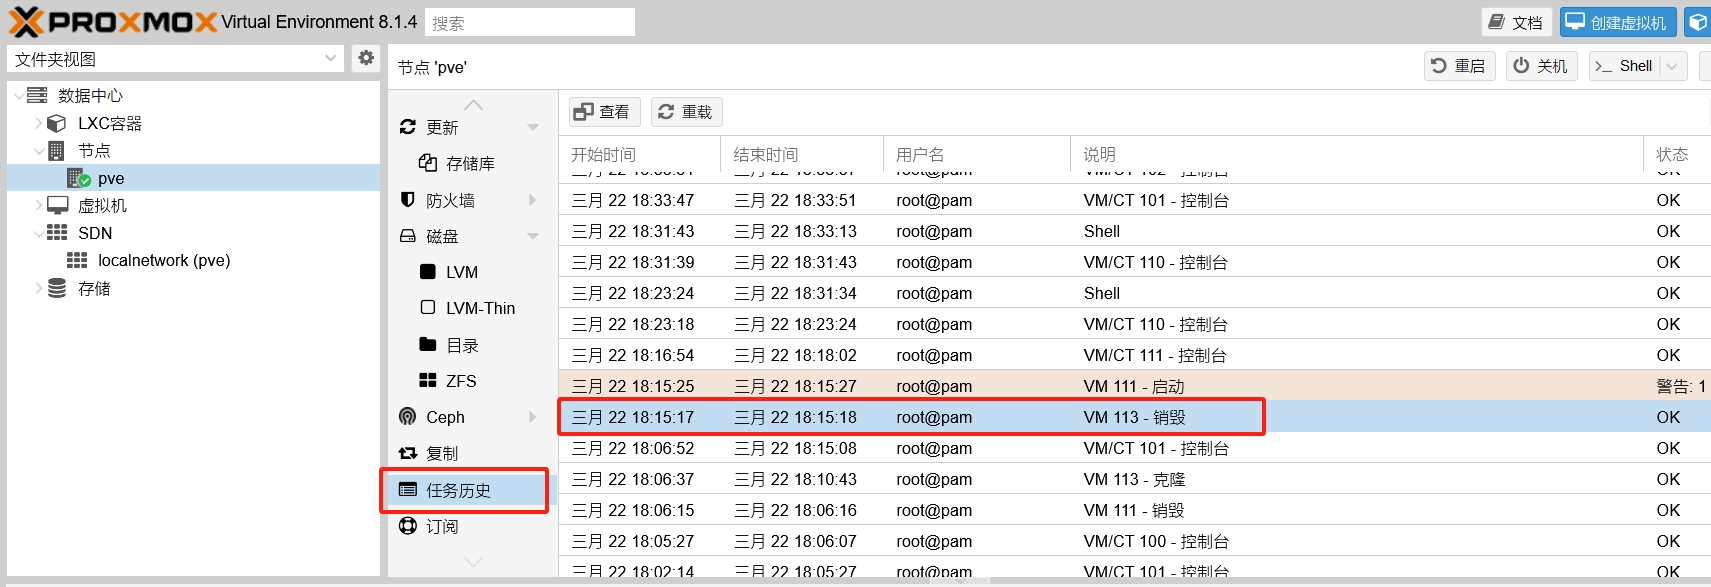 PROXMOX Virtual Environment 8.1.4 搜索 文档 创建虚拟机
文件夹视图
数据中心
LXC容器
节点
pve
虚拟机
SDN
localnetwork (pve)
存储
节点 'pve' 重启 关机 Shell
更新
存储库
防火墙
磁盘
LVM
LVM-Thin
目录
ZFS
Ceph
复制
任务历史
订阅
查看 重载
开始时间 结束时间 用户名 说明 状态
三月 22 18:33:47 三月 22 18:33:51 root@pam VM/CT 101 - 控制台 OK
三月 22 18:31:43 三月 22 18:33:13 root@pam Shell OK
三月 22 18:31:39 三月 22 18:31:43 root@pam VM/CT 110 - 控制台 OK
三月 22 18:23:24 三月 22 18:31:34 root@pam Shell OK
三月 22 18:23:18 三月 22 18:23:24 root@pam VM/CT 110 - 控制台 OK
三月 22 18:16:54 三月 22 18:18:02 root@pam VM/CT 111 - 控制台 OK
三月 22 18:15:25 三月 22 18:15:27 root@pam VM 111 - 启动 警告: 1
三月 22 18:15:17 三月 22 18:15:18 root@pam VM 113 - 销毁 OK
三月 22 18:06:52 三月 22 18:15:08 root@pam VM/CT 101 - 控制台 OK
三月 22 18:06:37 三月 22 18:10:43 root@pam VM 113 - 克隆 OK
三月 22 18:06:15 三月 22 18:06:16 root@pam VM 111 - 销毁 OK
三月 22 18:05:27 三月 22 18:06:07 root@pam VM/CT 100 - 控制台 OK
三月 22 18:02:14 三月 22 18:05:27 root@pam VM/CT 101 - 控制台 OK